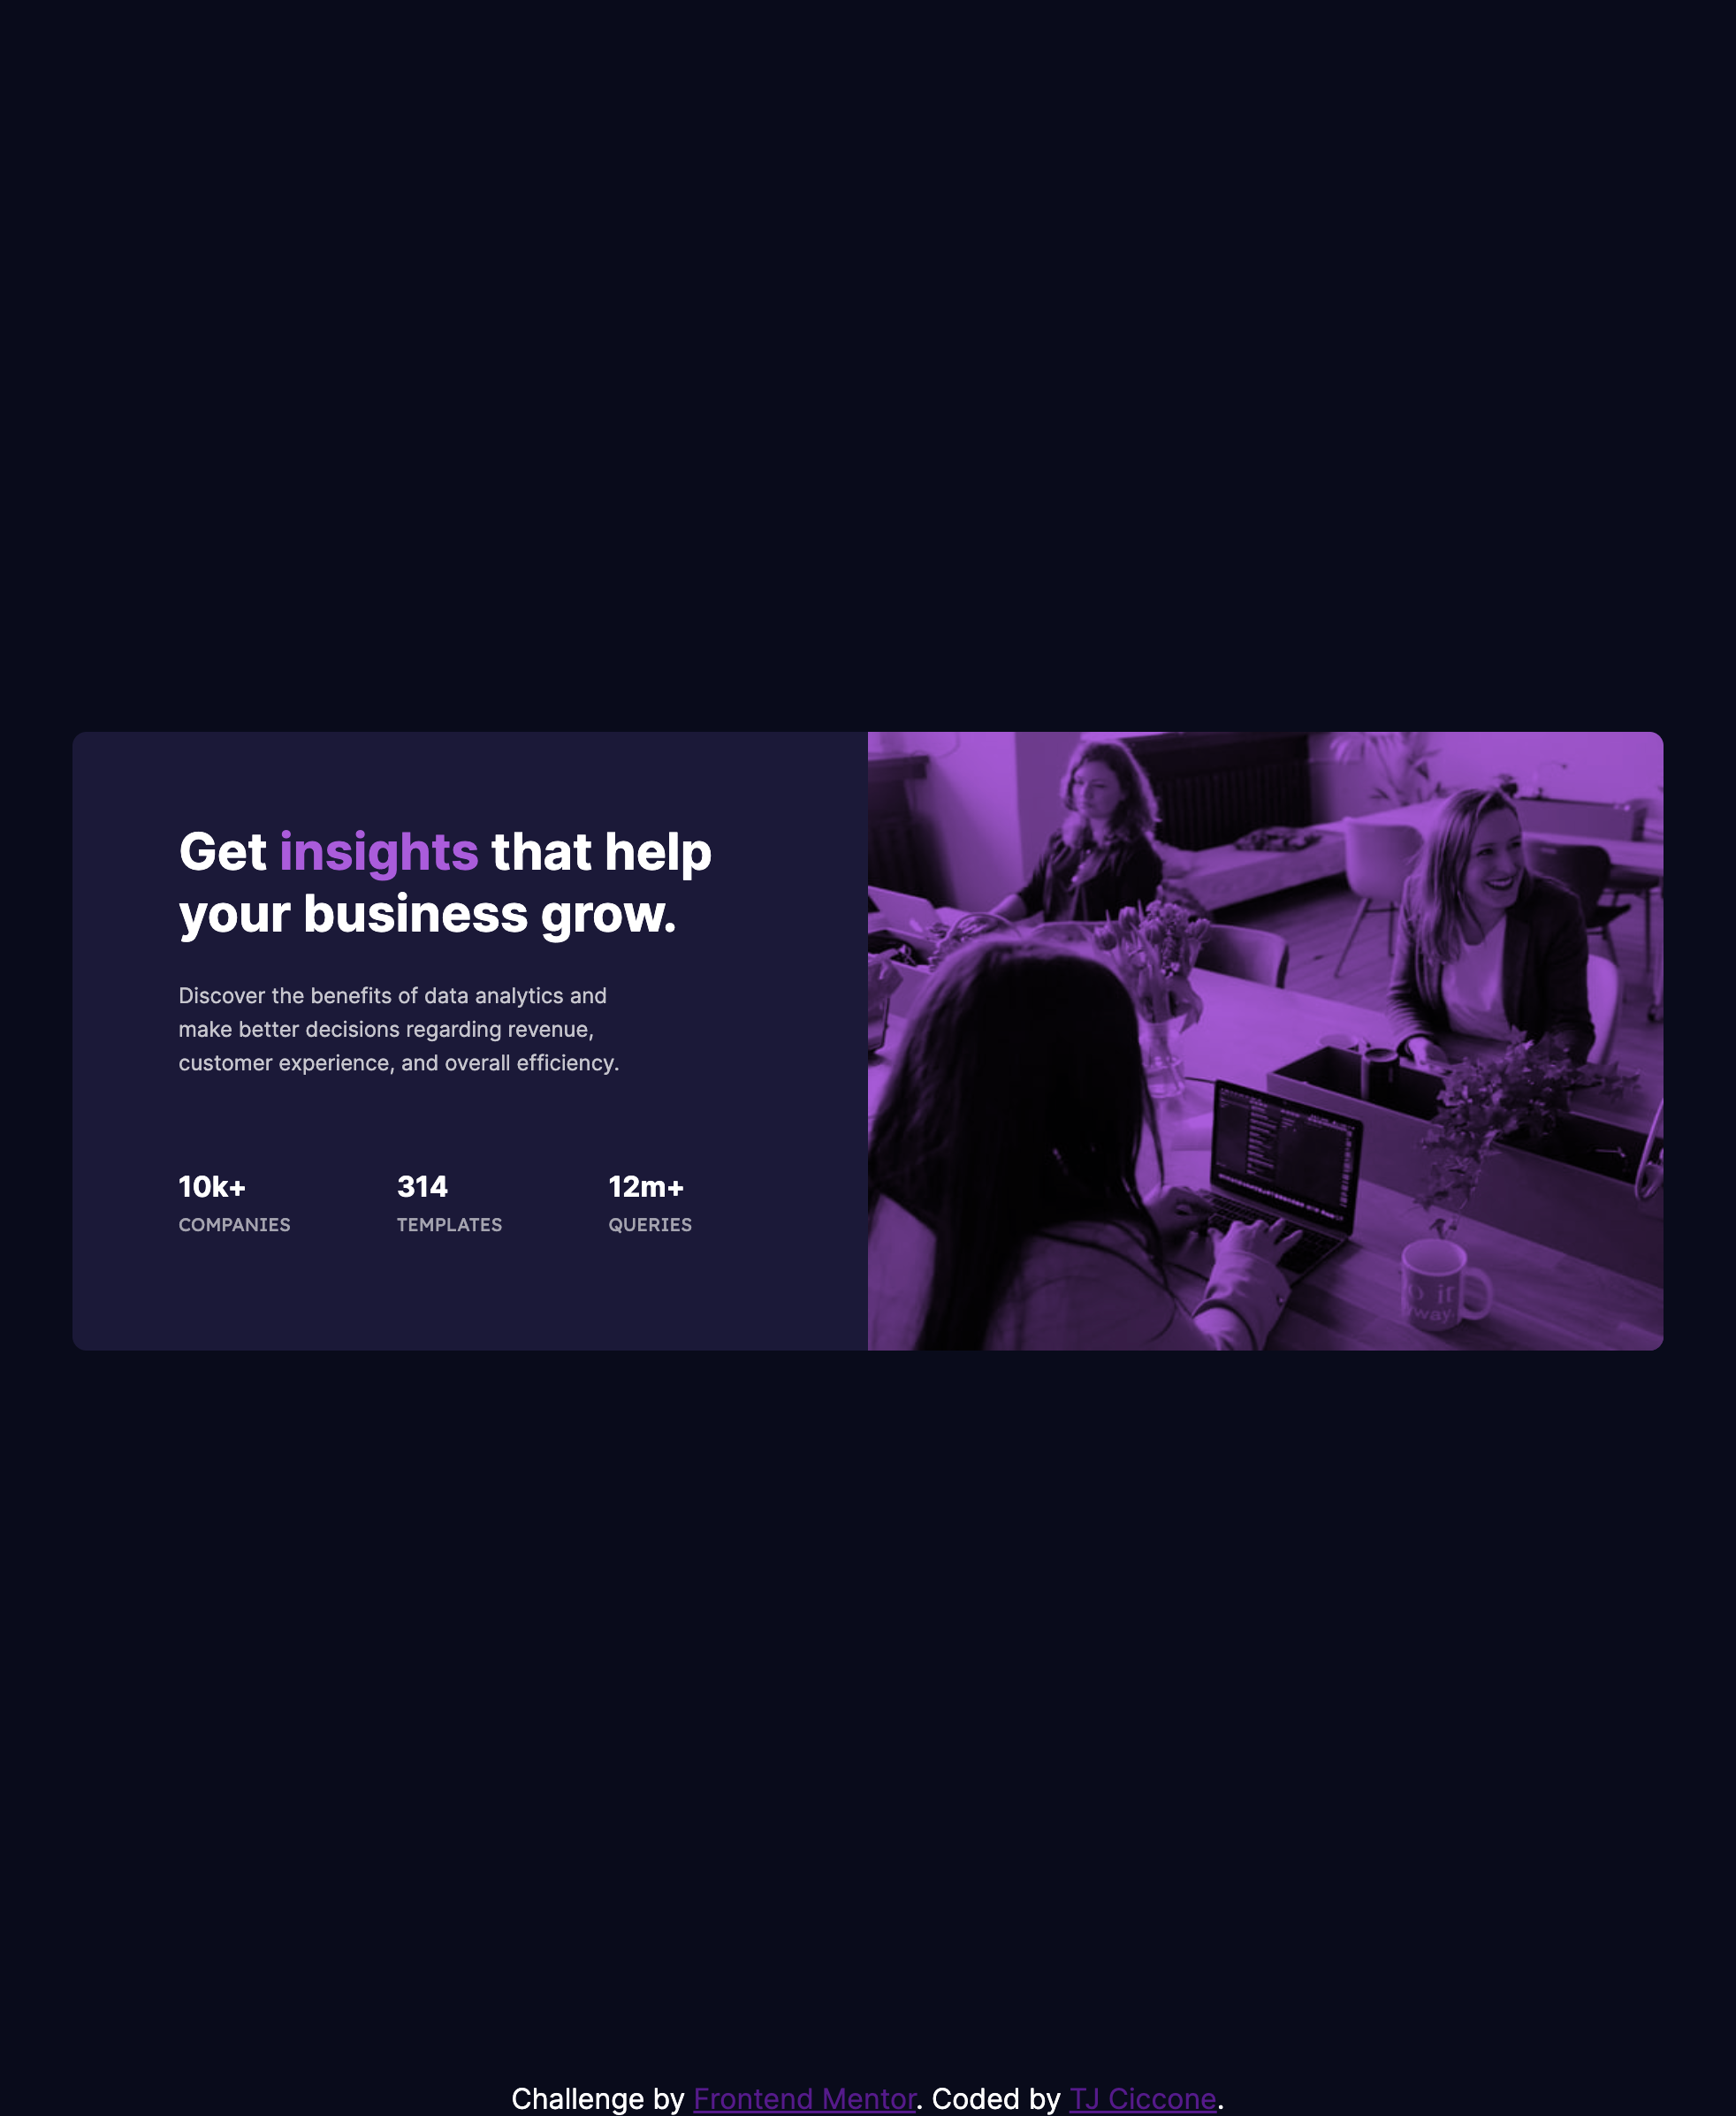 Get insights that help
your business grow.
Discover the benefits of data analytics and
make better decisions regarding revenue,
customer experience, and overall efficiency.
10k+
COMPANIES
314
TEMPLATES
12m+
QUERIES
it
way.
Challenge by Frontend Mentor. Coded by TJ Ciccone.